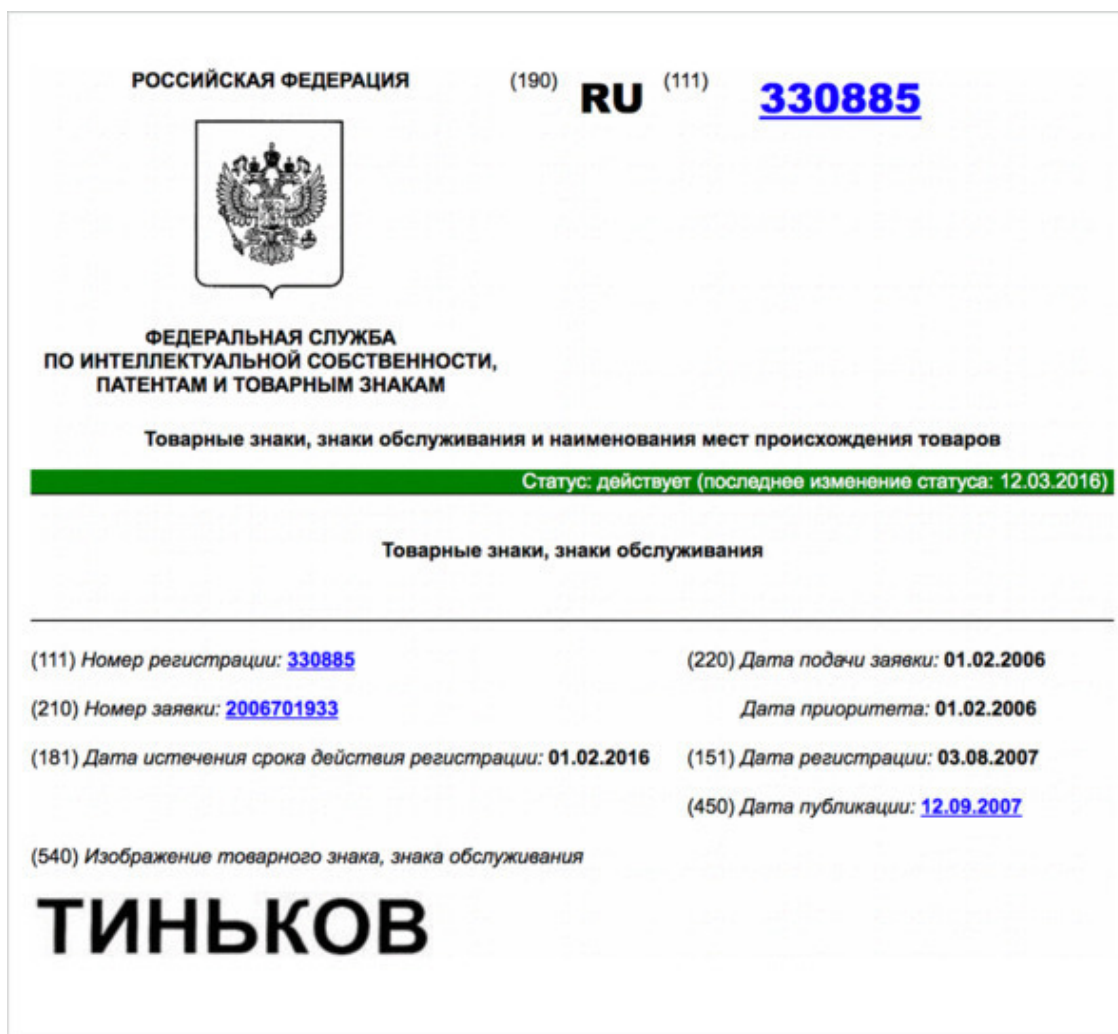 РОССИЙСКАЯ ФЕДЕРАЦИЯ
(190) RU (111) 330885
ФЕДЕРАЛЬНАЯ СЛУЖБА
ПО ИНТЕЛЛЕКТУАЛЬНОЙ СОБСТВЕННОСТИ,
ПАТЕНТАМ И ТОВАРНЫМ ЗНАКАМ
Товарные знаки, знаки обслуживания и наименования мест происхождения товаров
Статус: действует (последнее изменение статуса: 12.03.2016)
Товарные знаки, знаки обслуживания
(111) Номер регистрации: 330885
(220) Дата подачи заявки: 01.02.2006
(210) Номер заявки: 2006701933
Дата приоритета: 01.02.2006
(181) Дата истечения срока действия регистрации: 01.02.2016
(151) Дата регистрации: 03.08.2007
(450) Дата публикации: 12.09.2007
(540) Изображение товарного знака, знака обслуживания
ТИНЬКОВ